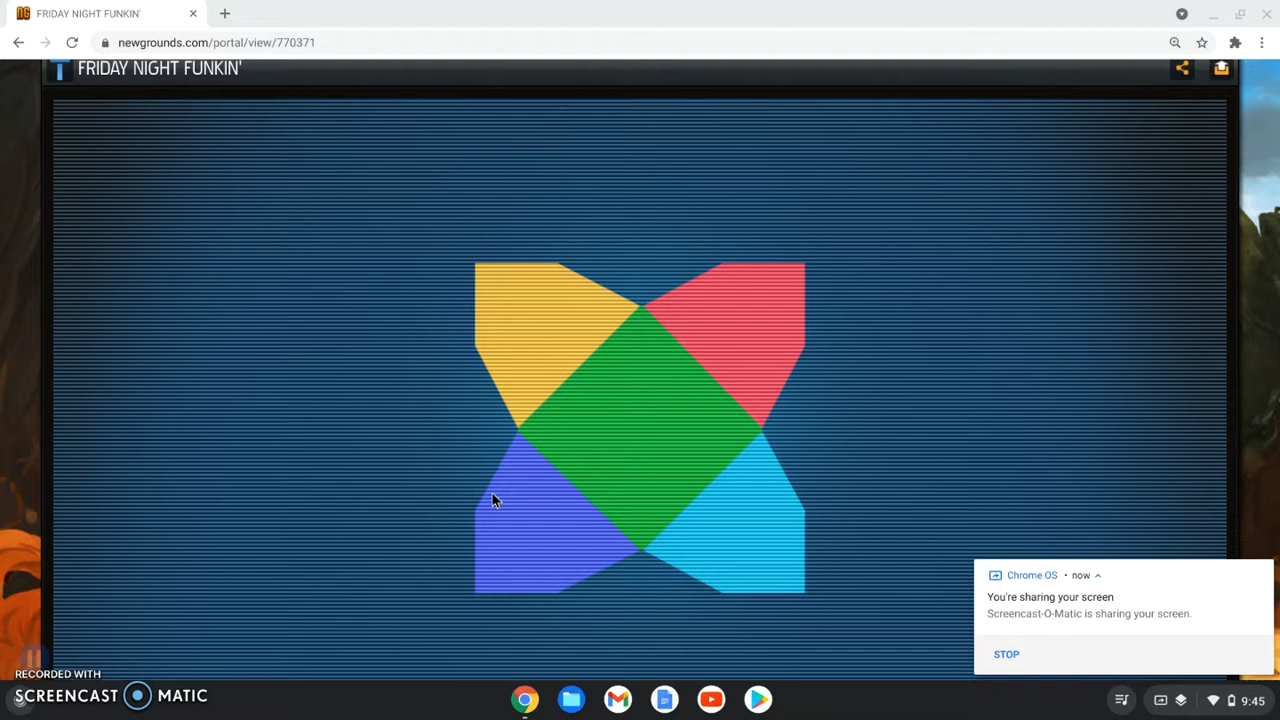 FRIDAY NIGHT FUNKIN'
newgrounds.com/portal/view/770371
FRIDAY NIGHT FUNKIN'
Chrome OS • now
You're sharing your screen
Screencast-O-Matic is sharing your screen.
STOP
RECORDED WITH
SCREENCAST MATIC
9:45